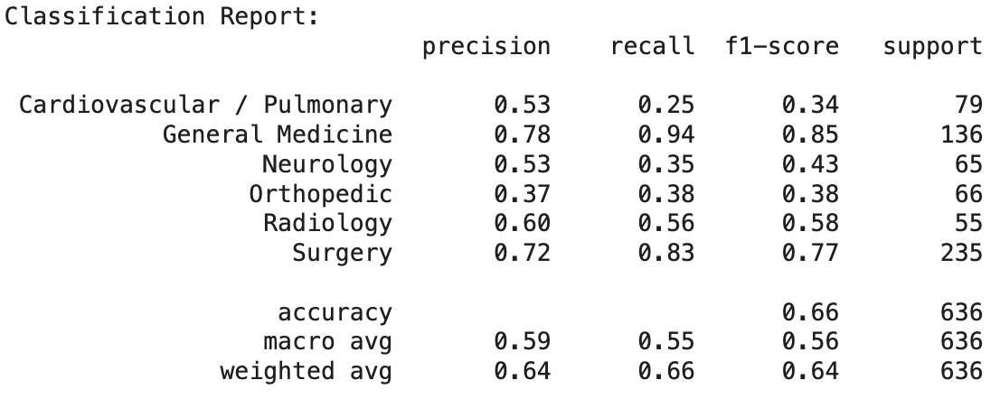 Classification Report:
precision recall f1-score support
Cardiovascular / Pulmonary 0.53 0.25 0.34 79
General Medicine 0.78 0.94 0.85 136
Neurology 0.53 0.35 0.43 65
Orthopedic 0.37 0.38 0.38 66
Radiology 0.60 0.56 0.58 55
Surgery 0.72 0.83 0.77 235
accuracy 0.66 636
macro avg 0.59 0.55 0.56 636
weighted avg 0.64 0.66 0.64 636